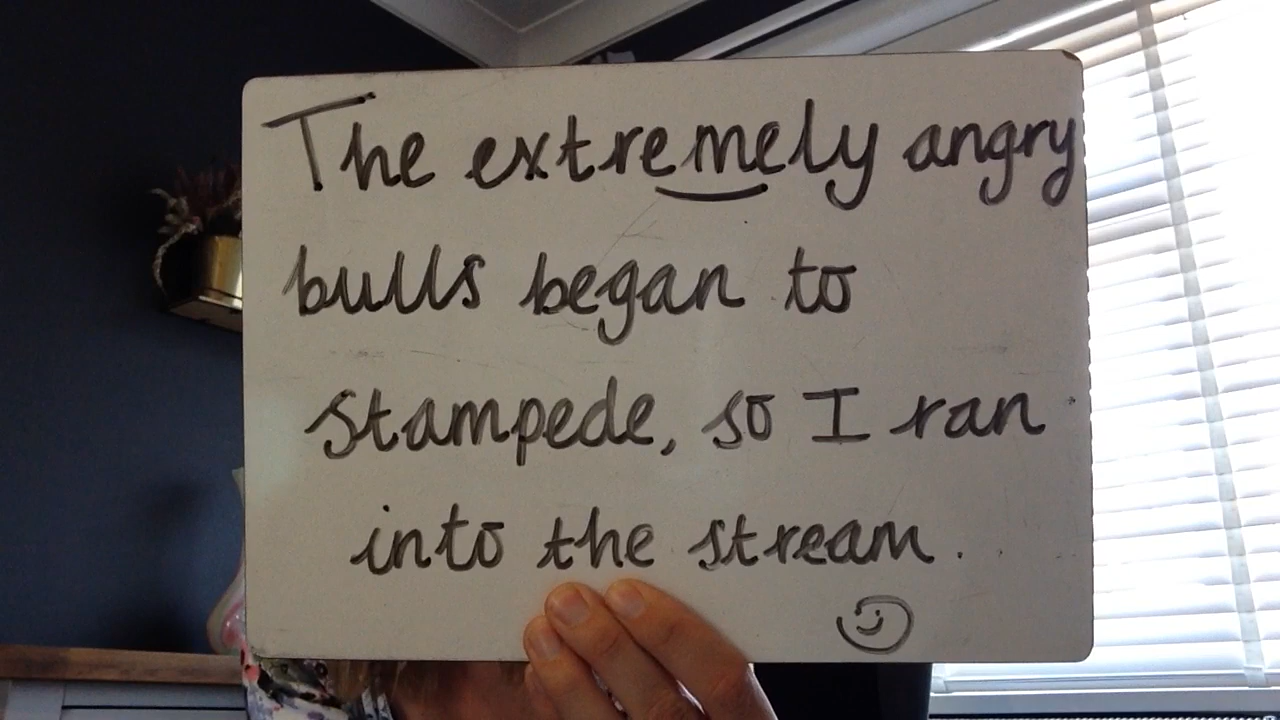 The extremely angry
bulls began to
stampede, so I ran
into the stream.